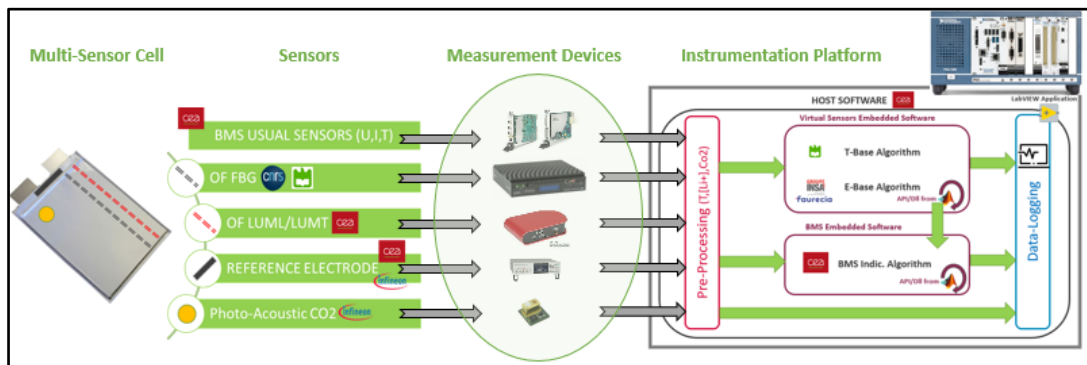 Multi-Sensor Cell
Sensors
Measurement Devices
Instrumentation Platform
LabVIEW Application
HOST SOFTWARE cea
cea
BMS USUAL SENSORS (U,I,T)
OF FBG cnrs
OF LUML/LUMT cea
cea
REFERENCE ELECTRODE
infineon
Photo-Acoustic CO2 infineon
Pre-Processing (T,[Li+],Co2)
Virtual Sensors Embedded Software
T-Base Algorithm
GROUPE
INSA
E-Base Algorithm
faurecia
API/Dll from
BMS Embedded Software
cea BMS Indic. Algorithm
API/Dll from
Data-Logging